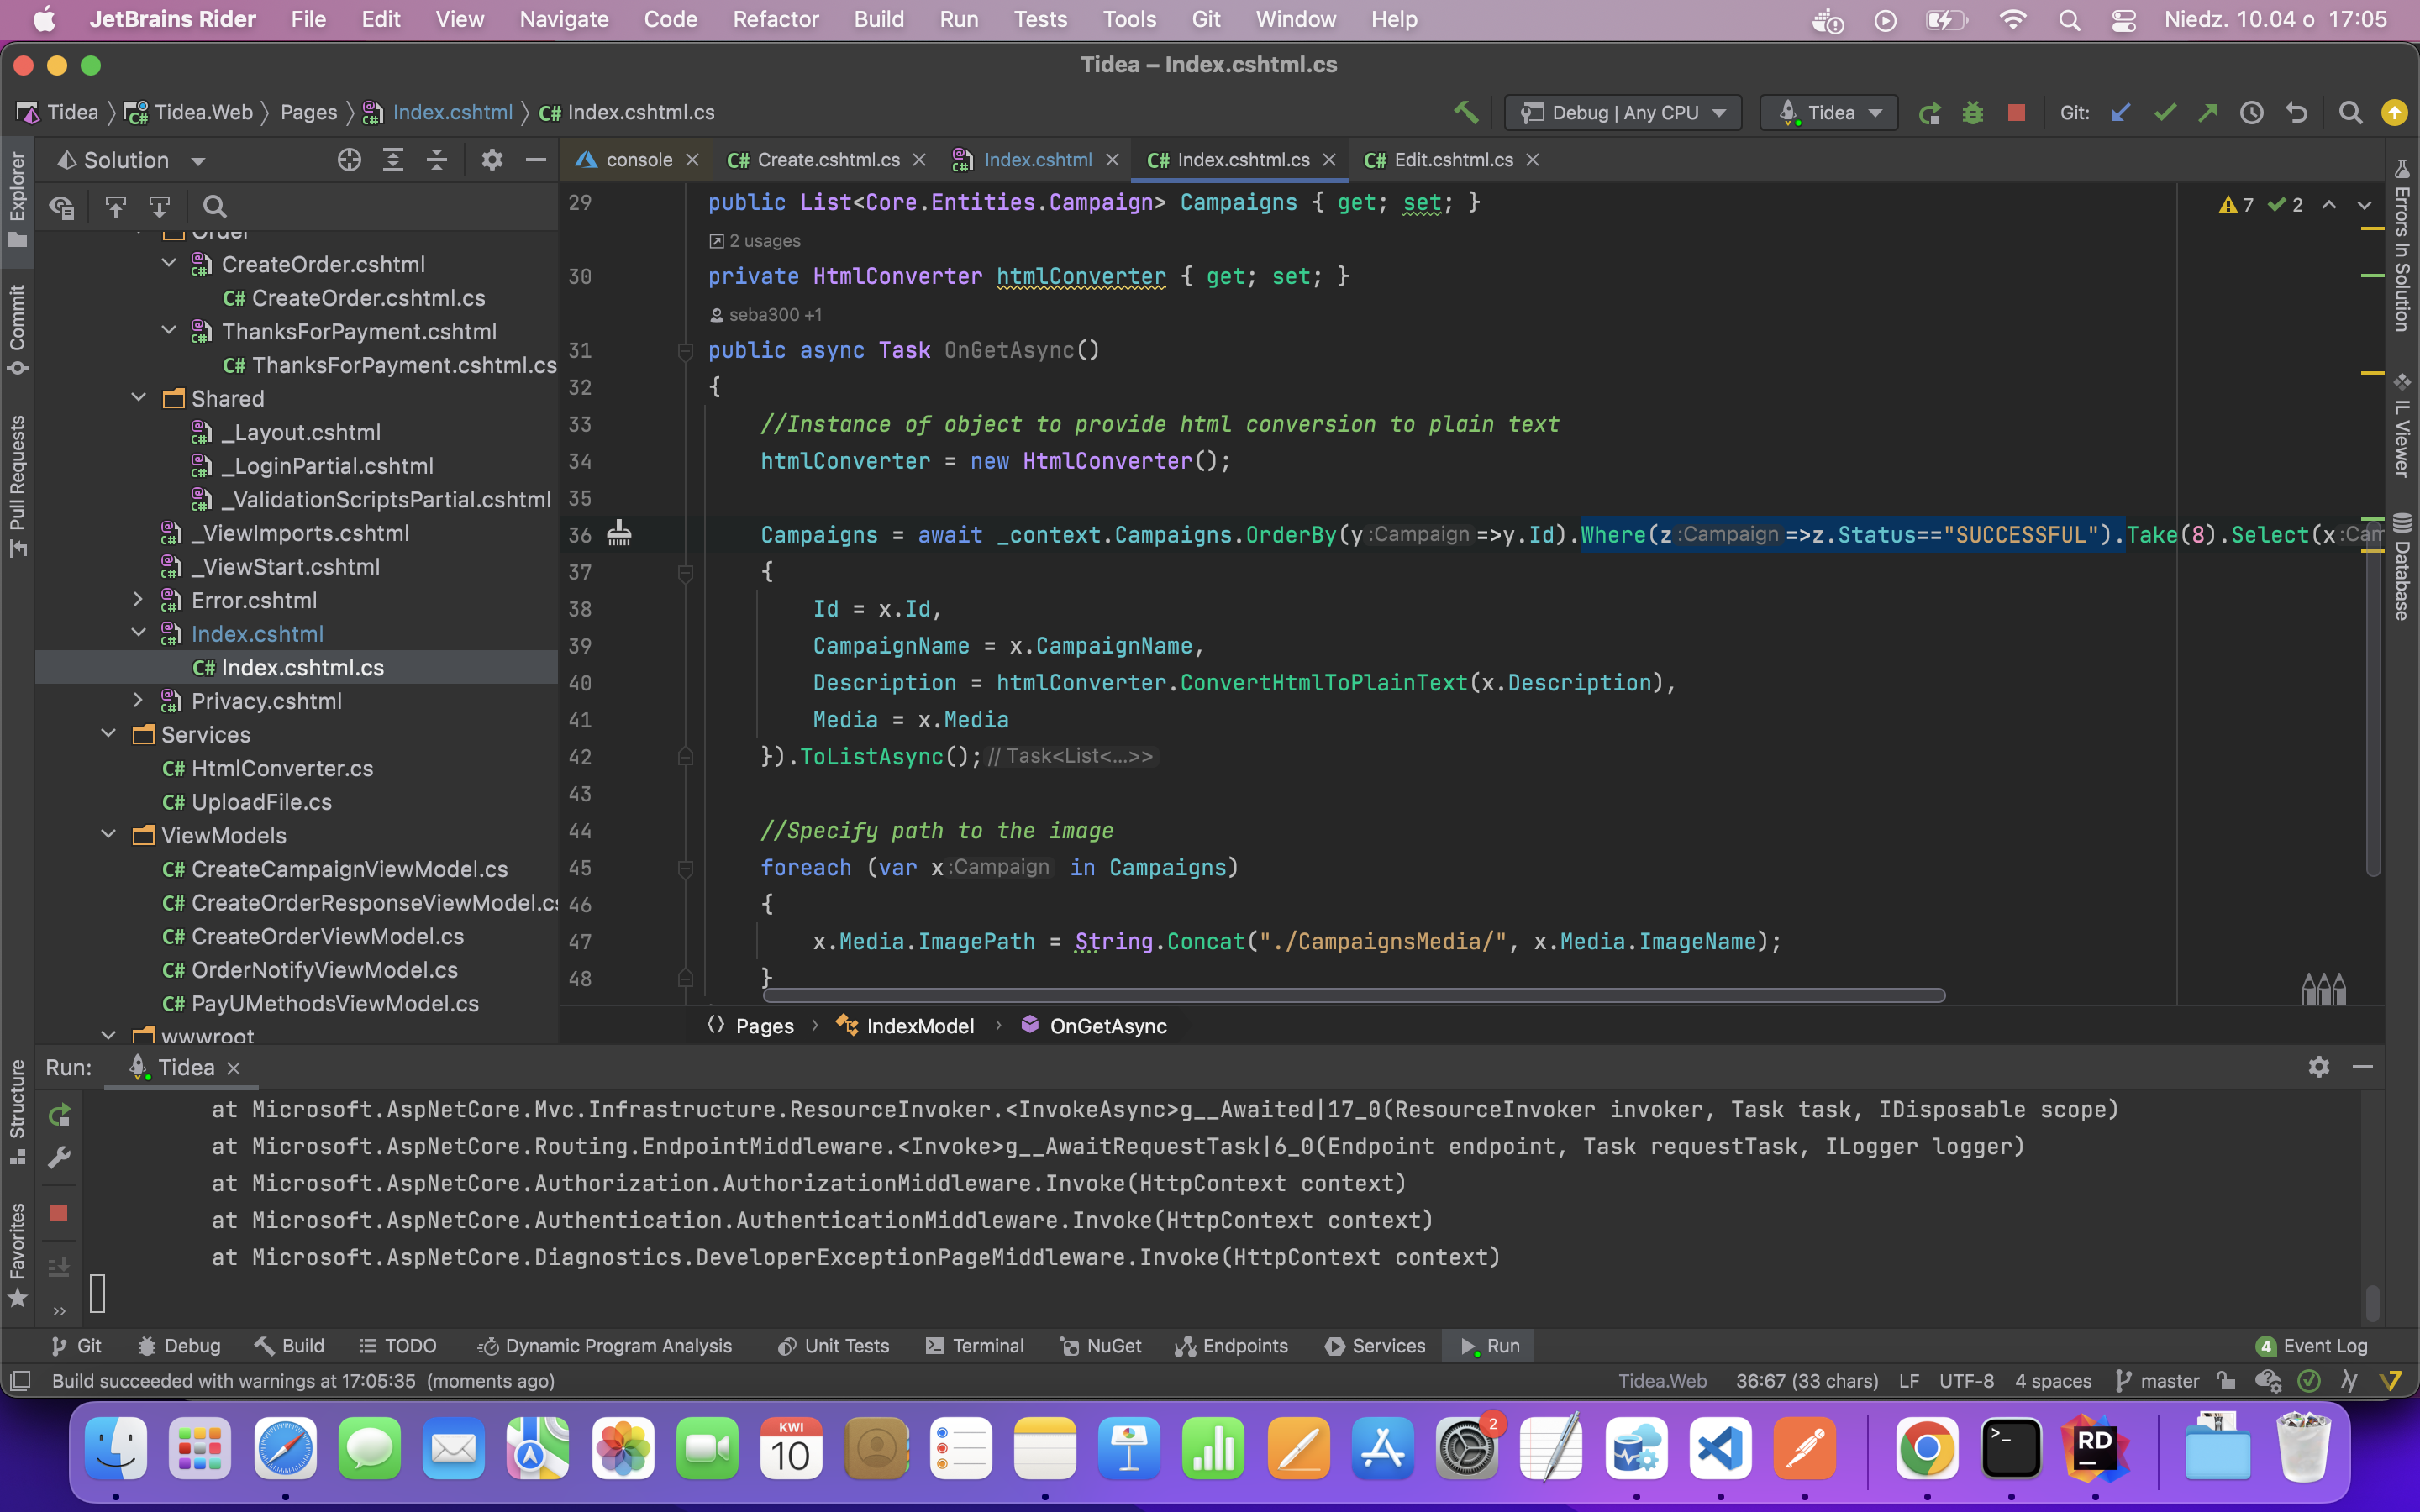 JetBrains Rider File Edit View Navigate Code Refactor Build Run Tests Tools Git Window Help Niedz. 10.04 o 17:05
Tidea – Index.cshtml.cs
Tidea Tidea.Web Pages Index.cshtml C# Index.cshtml.cs Debug | Any CPU Tidea Git:
Solution
console C# Create.cshtml.cs Index.cshtml C# Index.cshtml.cs C# Edit.cshtml.cs
Explorer
Commit
Pull Requests
Structure
Favorites
Order
CreateOrder.cshtml
C# CreateOrder.cshtml.cs
ThanksForPayment.cshtml
C# ThanksForPayment.cshtml.cs
Shared
_Layout.cshtml
_LoginPartial.cshtml
_ValidationScriptsPartial.cshtml
_ViewImports.cshtml
_ViewStart.cshtml
Error.cshtml
Index.cshtml
C# Index.cshtml.cs
Privacy.cshtml
Services
C# HtmlConverter.cs
C# UploadFile.cs
ViewModels
C# CreateCampaignViewModel.cs
C# CreateOrderResponseViewModel.cs
C# CreateOrderViewModel.cs
C# OrderNotifyViewModel.cs
C# PayUMethodsViewModel.cs
wwwroot
7 2
29 public List<Core.Entities.Campaign> Campaigns { get; set; }
2 usages
30 private HtmlConverter htmlConverter { get; set; }
seba300 +1
31 public async Task OnGetAsync()
32 {
33 //Instance of object to provide html conversion to plain text
34 htmlConverter = new HtmlConverter();
35
36 Campaigns = await _context.Campaigns.OrderBy(y :Campaign =>y.Id).Where(z :Campaign =>z.Status=="SUCCESSFUL").Take(8).Select(x :Cam
37 {
38 Id = x.Id,
39 CampaignName = x.CampaignName,
40 Description = htmlConverter.ConvertHtmlToPlainText(x.Description),
41 Media = x.Media
42 }).ToListAsync(); // Task<List<…>>
43
44 //Specify path to the image
45 foreach (var x :Campaign in Campaigns)
46 {
47 x.Media.ImagePath = String.Concat("./CampaignsMedia/", x.Media.ImageName);
48 }
Pages IndexModel OnGetAsync
Errors In Solution
IL Viewer
Database
Run: Tidea
at Microsoft.AspNetCore.Mvc.Infrastructure.ResourceInvoker.<InvokeAsync>g__Awaited|17_0(ResourceInvoker invoker, Task task, IDisposable scope)
at Microsoft.AspNetCore.Routing.EndpointMiddleware.<Invoke>g__AwaitRequestTask|6_0(Endpoint endpoint, Task requestTask, ILogger logger)
at Microsoft.AspNetCore.Authorization.AuthorizationMiddleware.Invoke(HttpContext context)
at Microsoft.AspNetCore.Authentication.AuthenticationMiddleware.Invoke(HttpContext context)
at Microsoft.AspNetCore.Diagnostics.DeveloperExceptionPageMiddleware.Invoke(HttpContext context)
Git Debug Build TODO Dynamic Program Analysis Unit Tests Terminal NuGet Endpoints Services Run 4 Event Log
Build succeeded with warnings at 17:05:35 (moments ago) Tidea.Web 36:67 (33 chars) LF UTF-8 4 spaces master
KWI
10
2
RD